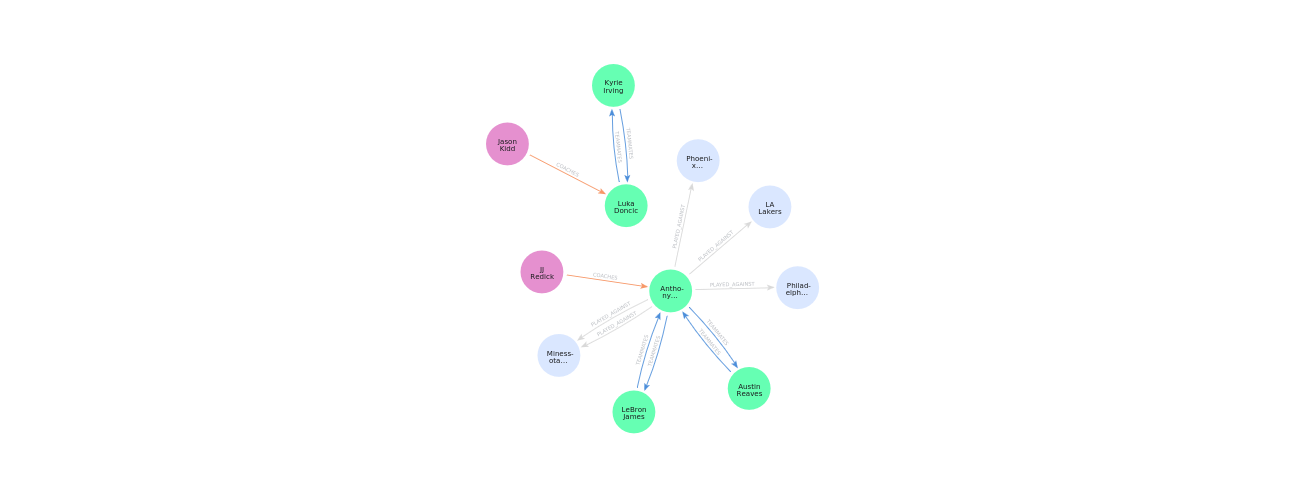 Kyrie
Irving
Jason
Kidd
TEAMMATES
TEAMMATES
COACHES
Phoeni-
x...
Luka
Doncic
LA
Lakers
PLAYED_AGAINST
PLAYED_AGAINST
JJ
Redick
COACHES
Antho-
ny...
PLAYED_AGAINST
Philad-
elph...
PLAYED_AGAINST
PLAYED_AGAINST
Miness-
ota...
TEAMMATES
TEAMMATES
TEAMMATES
TEAMMATES
Austin
Reaves
LeBron
James